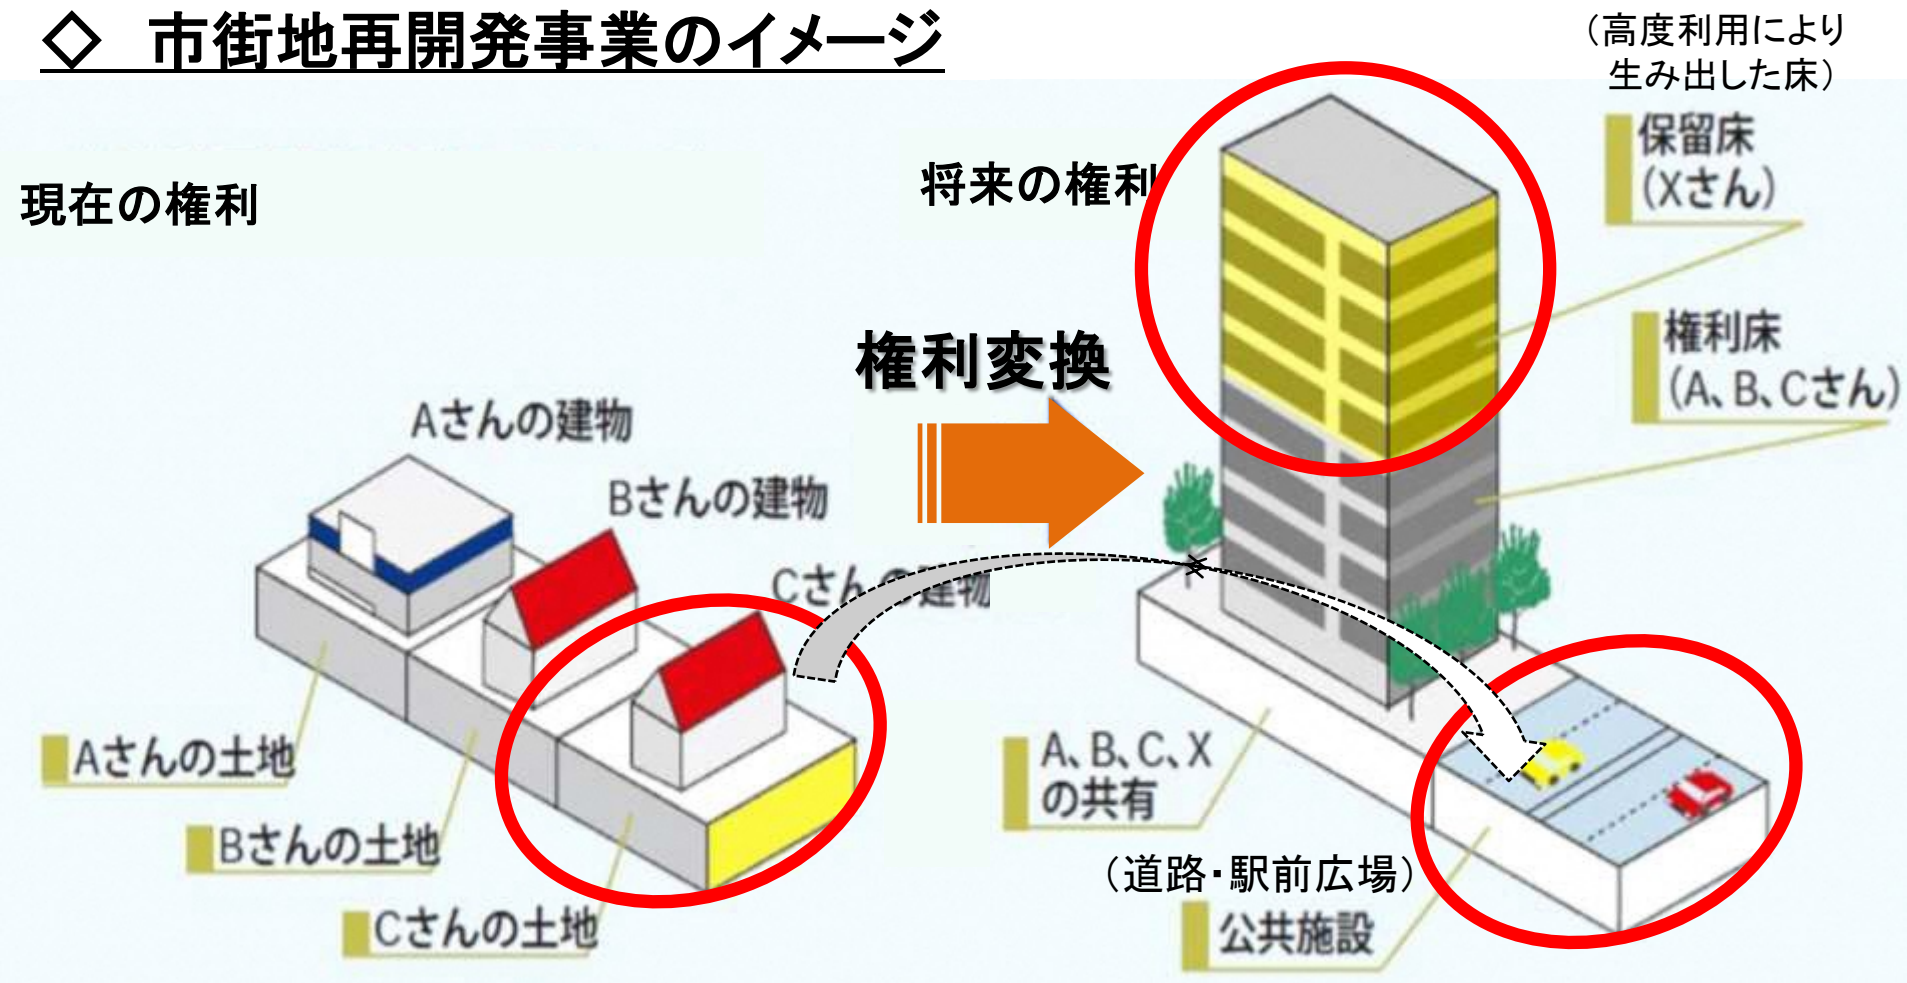 ◇ 市街地再開発事業のイメージ
（高度利用により
生み出した床）
現在の権利
将来の権利
保留床
(Xさん)
権利変換
権利床
(A、B、Cさん)
Aさんの建物
Bさんの建物
Cさんの建物
Aさんの土地
Bさんの土地
Cさんの土地
A、B、C、X
の共有
（道路・駅前広場）
公共施設